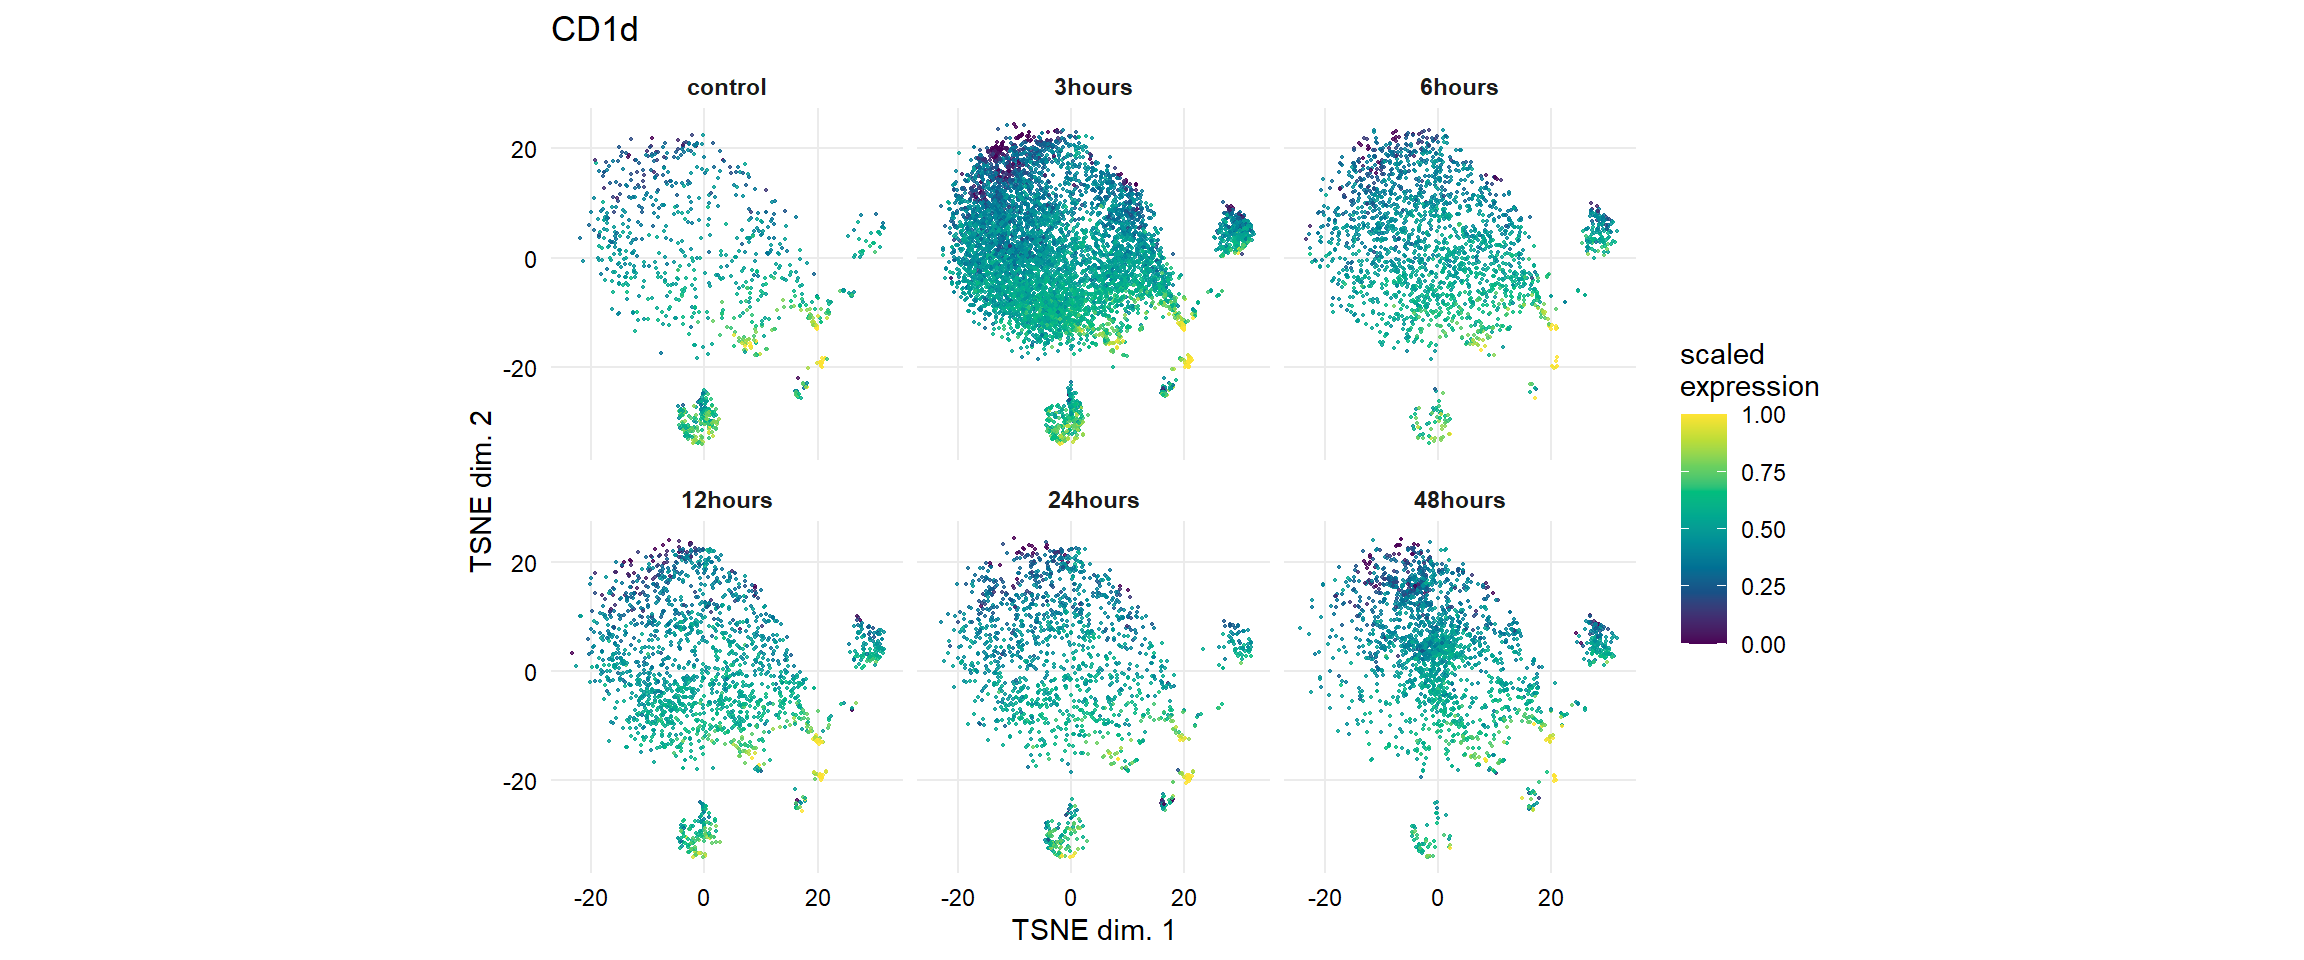 CD1d
control
3hours
6hours
20
0
-20
12hours
24hours
48hours
20
0
-20
-20 0 20
-20 0 20
-20 0 20
TSNE dim. 1
TSNE dim. 2
scaled
expression
1.00
0.75
0.50
0.25
0.00